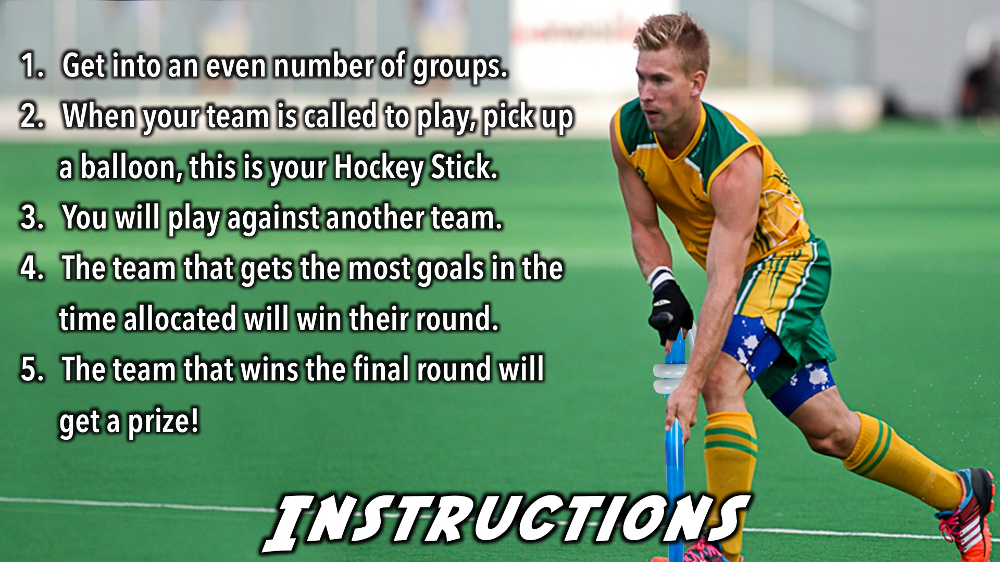 1. Get into an even number of groups.
2. When your team is called to play, pick up
a balloon, this is your Hockey Stick.
3. You will play against another team.
4. The team that gets the most goals in the
time allocated will win their round.
5. The team that wins the final round will
get a prize!
INSTRUCTIONS